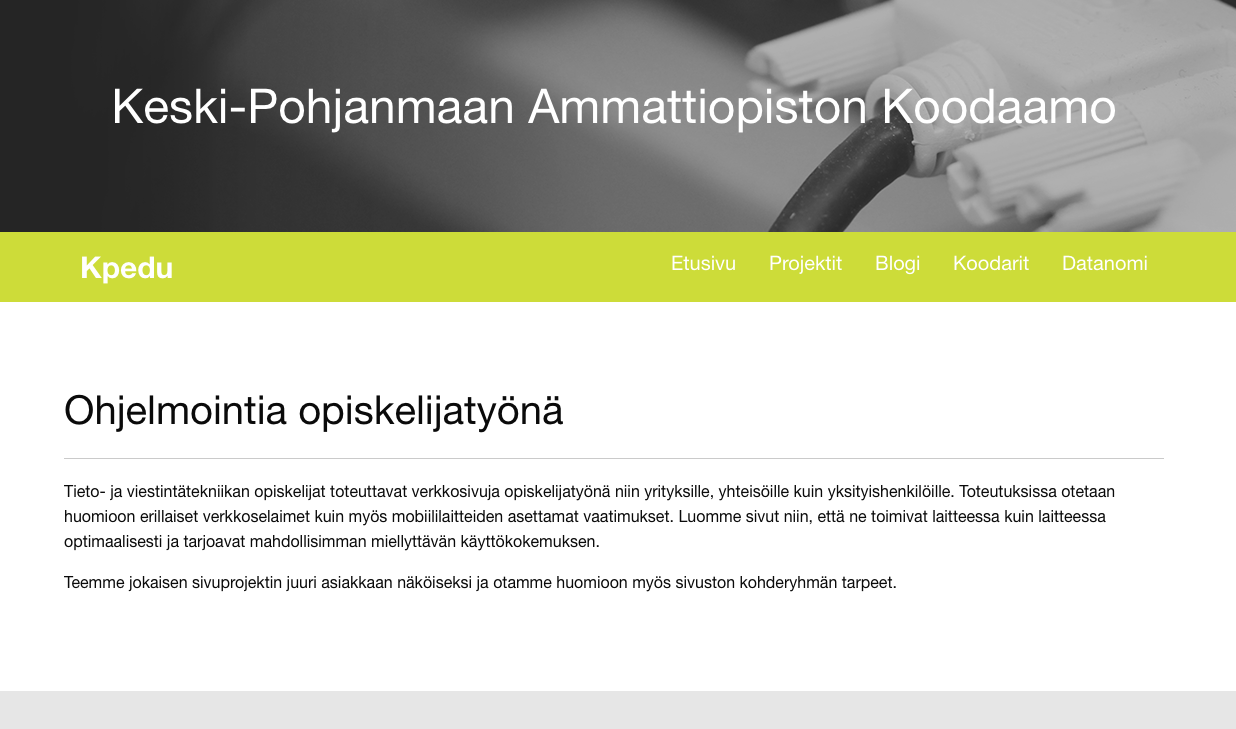 Keski-Pohjanmaan Ammattiopiston Koodaamo
Kpedu
Etusivu Projektit Blogi Koodarit Datanomi
Ohjelmointia opiskelijatyönä
Tieto- ja viestintätekniikan opiskelijat toteuttavat verkkosivuja opiskelijatyönä niin yrityksille, yhteisöille kuin yksityishenkilöille. Toteutuksissa otetaan
huomioon erillaiset verkkoselaimet kuin myös mobiililaitteiden asettamat vaatimukset. Luomme sivut niin, että ne toimivat laitteessa kuin laitteessa
optimaalisesti ja tarjoavat mahdollisimman miellyttävän käyttökokemuksen.
Teemme jokaisen sivuprojektin juuri asiakkaan näköiseksi ja otamme huomioon myös sivuston kohderyhmän tarpeet.